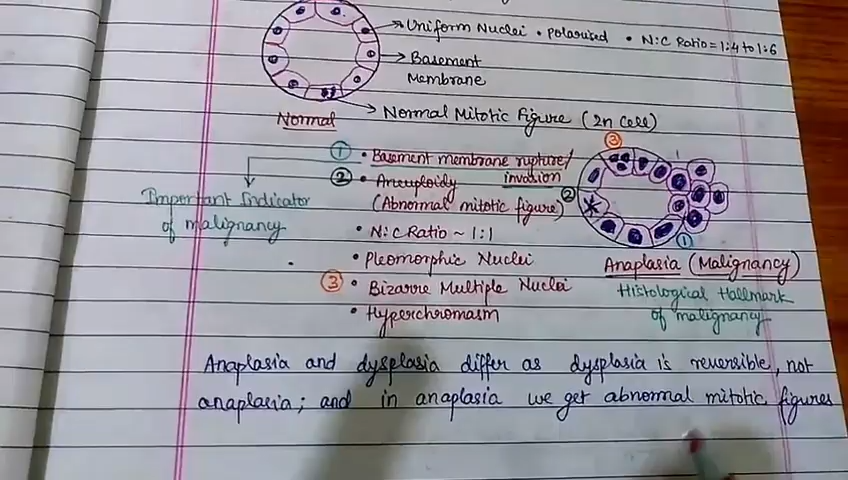 Uniform Nuclei • Polarised • N:C Ratio = 1:4 to 1:6
Basement
Membrane
Normal Mitotic Figure (2n Cell)
Normal
① • Basement membrane rupture/
invasion
② • Aneuploidy
(Abnormal mitotic figure)
• N:C Ratio ~ 1:1
• Pleomorphic Nuclei
③ • Bizarre Multiple Nuclei
• Hyperchromasm
Important Indicator
of malignancy
③
②
①
Anaplasia (Malignancy)
Histological Hallmark
of malignancy
Anaplasia and dysplasia differ as dysplasia is reversible, not
anaplasia; and in anaplasia we get abnormal mitotic figures